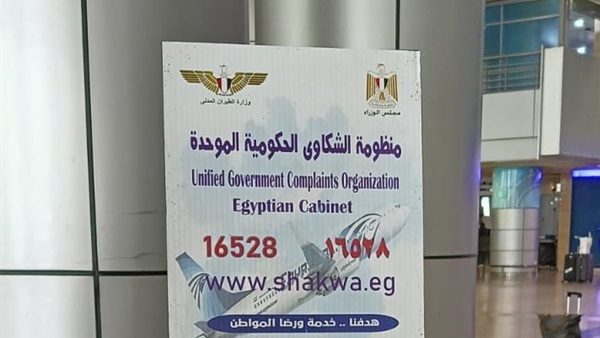 وزارة الطيران المدنى
مجلس الوزراء
منظومة الشكاوى الحكومية الموحدة
Unified Government Complaints Organization
Egyptian Cabinet
16528 ١٦٥٢٨
www.shakwa.eg
هدفنا .. خدمة ورضا المواطن